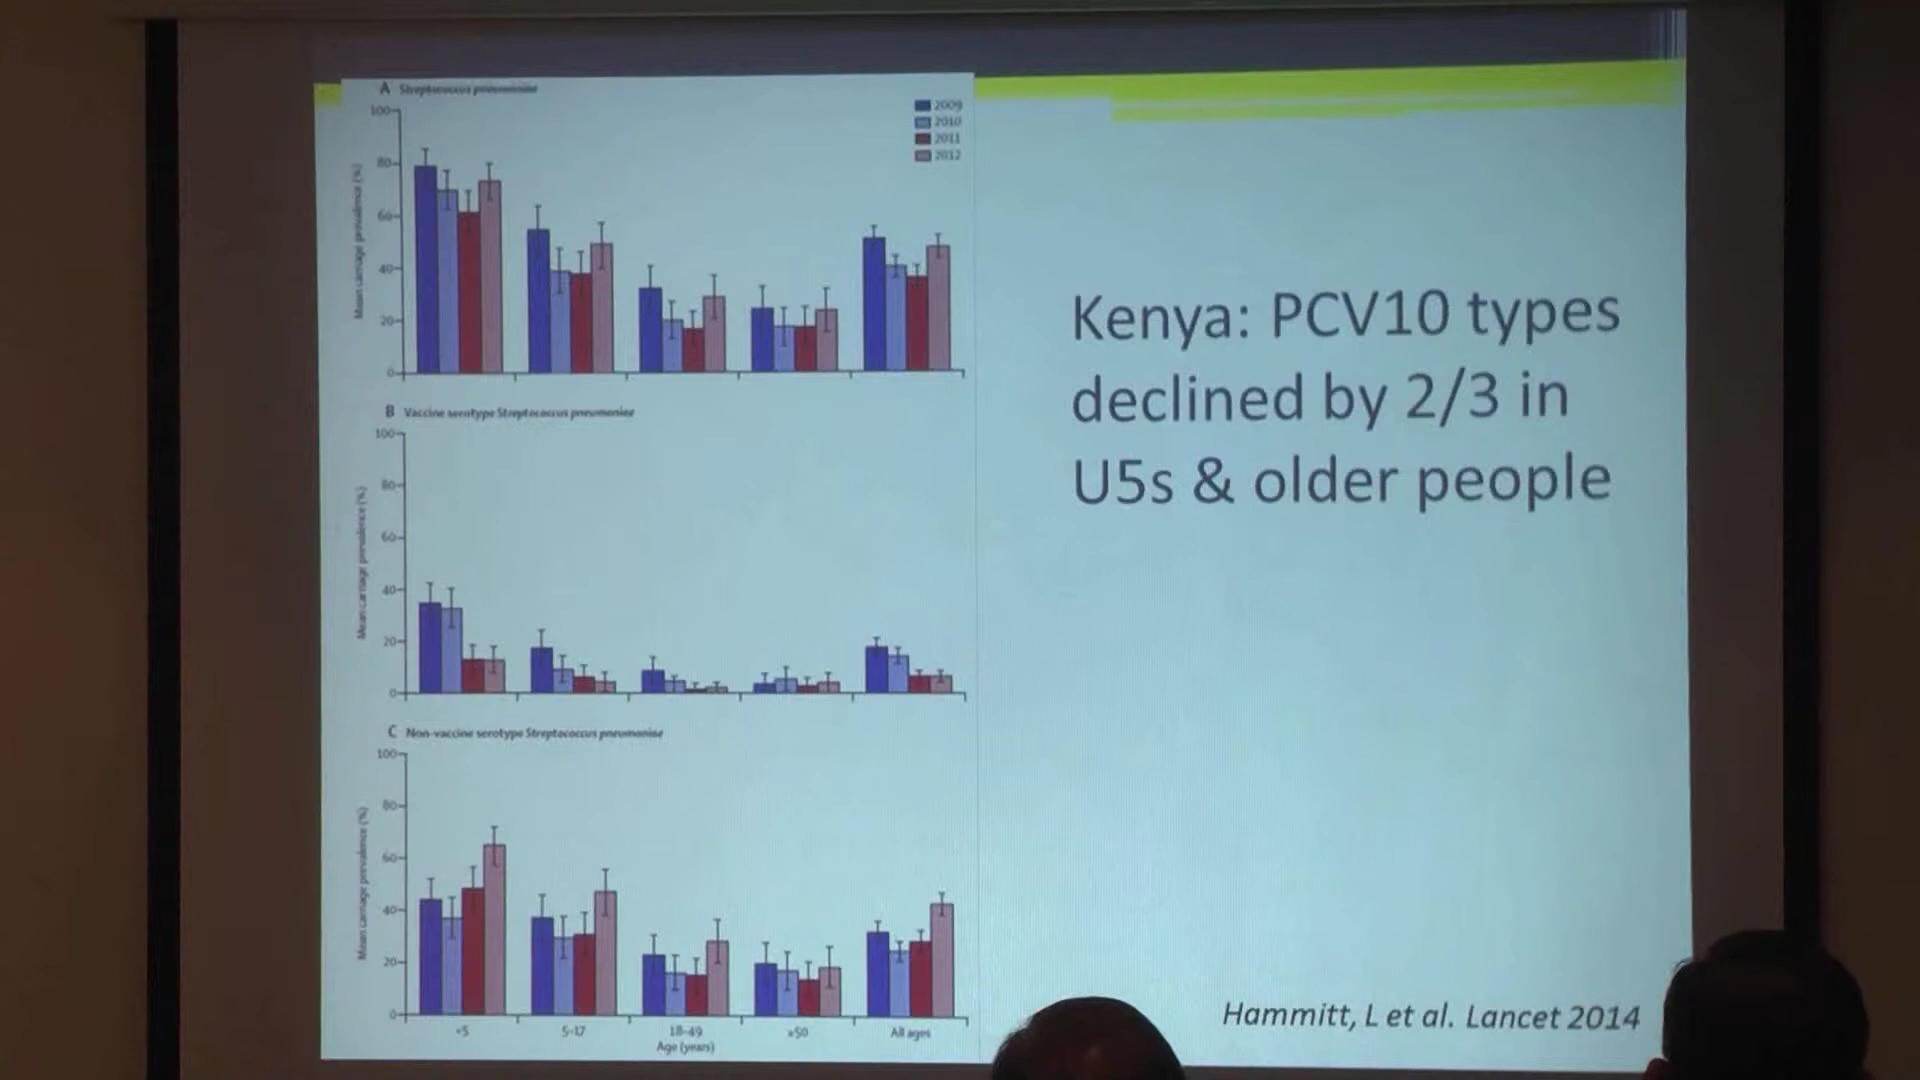 A Streptococcus pneumoniae
2009
2010
2011
2012
100
80
60
40
20
0
Mean carriage prevalence (%)
Kenya: PCV10 types
declined by 2/3 in
U5s & older people
B Vaccine serotype Streptococcus pneumoniae
100
80
60
40
20
0
Mean carriage prevalence (%)
C Non-vaccine serotype Streptococcus pneumoniae
100
80
60
40
20
0
Mean carriage prevalence (%)
<5
5-17
18-49
≥50
All ages
Age (years)
Hammitt, L et al. Lancet 2014